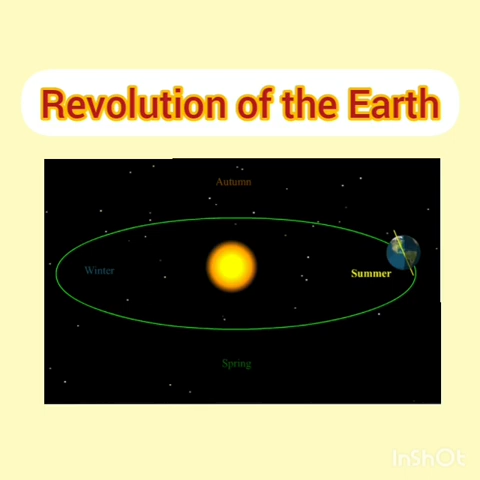 Revolution of the Earth
Autumn
Winter
Summer
Spring
InShOt